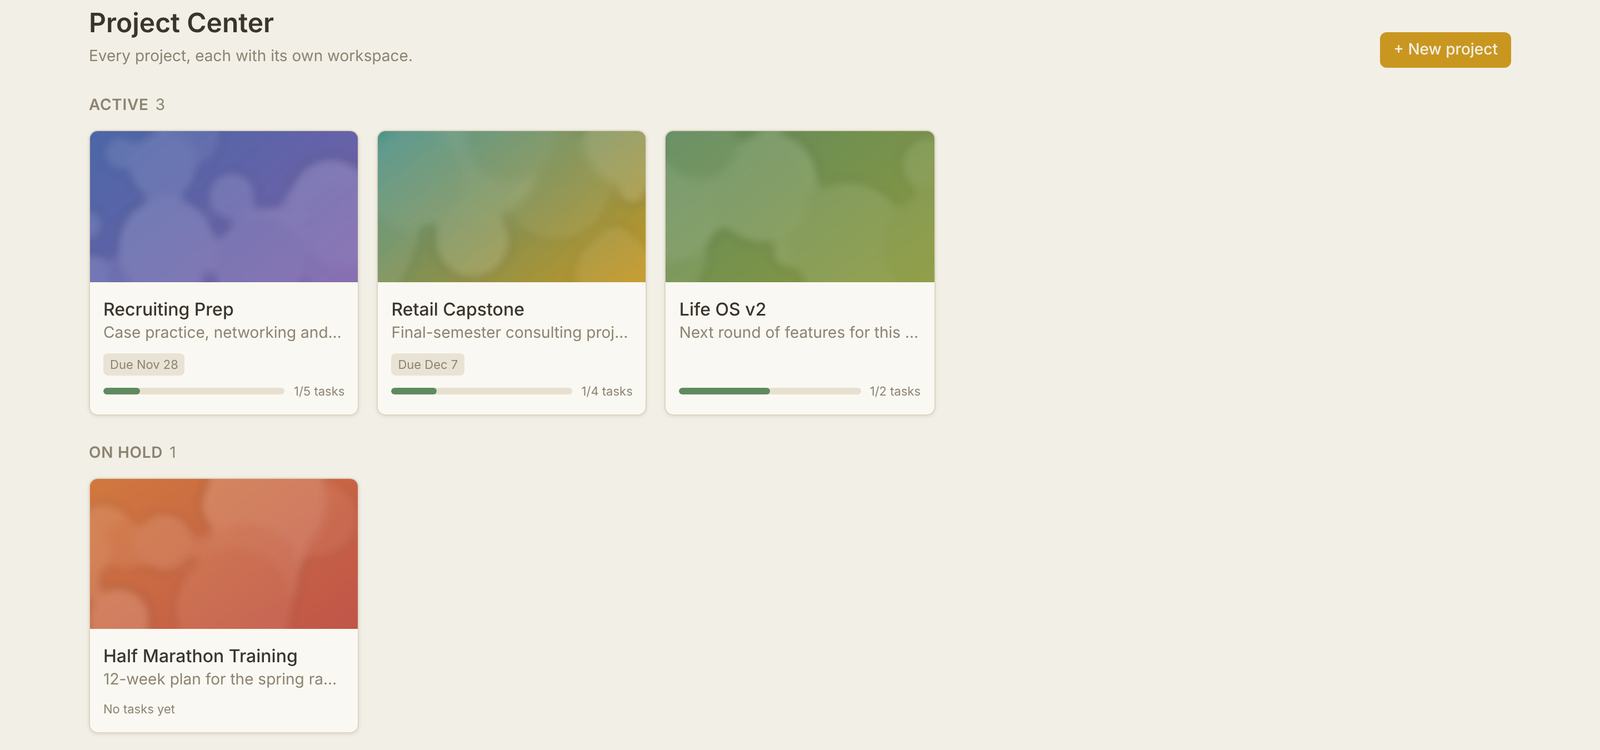 Project Center
Every project, each with its own workspace.
+ New project
ACTIVE 3
Recruiting Prep
Case practice, networking and...
Due Nov 28
1/5 tasks
Retail Capstone
Final-semester consulting proj...
Due Dec 7
1/4 tasks
Life OS v2
Next round of features for this ...
1/2 tasks
ON HOLD 1
Half Marathon Training
12-week plan for the spring ra...
No tasks yet